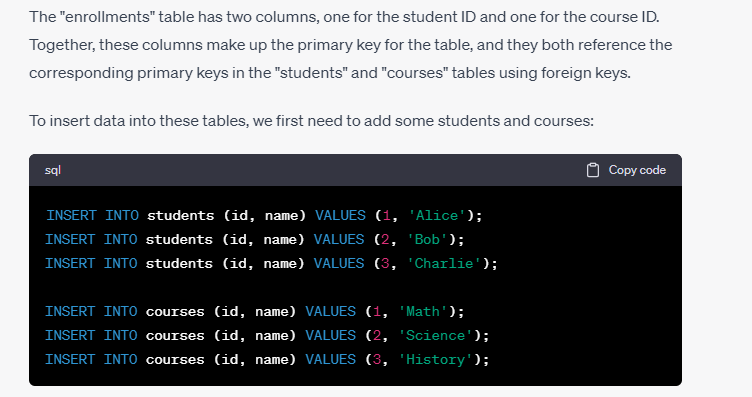 The "enrollments" table has two columns, one for the student ID and one for the course ID.
Together, these columns make up the primary key for the table, and they both reference the
corresponding primary keys in the "students" and "courses" tables using foreign keys.
To insert data into these tables, we first need to add some students and courses:
sql Copy code
INSERT INTO students (id, name) VALUES (1, 'Alice');
INSERT INTO students (id, name) VALUES (2, 'Bob');
INSERT INTO students (id, name) VALUES (3, 'Charlie');
INSERT INTO courses (id, name) VALUES (1, 'Math');
INSERT INTO courses (id, name) VALUES (2, 'Science');
INSERT INTO courses (id, name) VALUES (3, 'History');